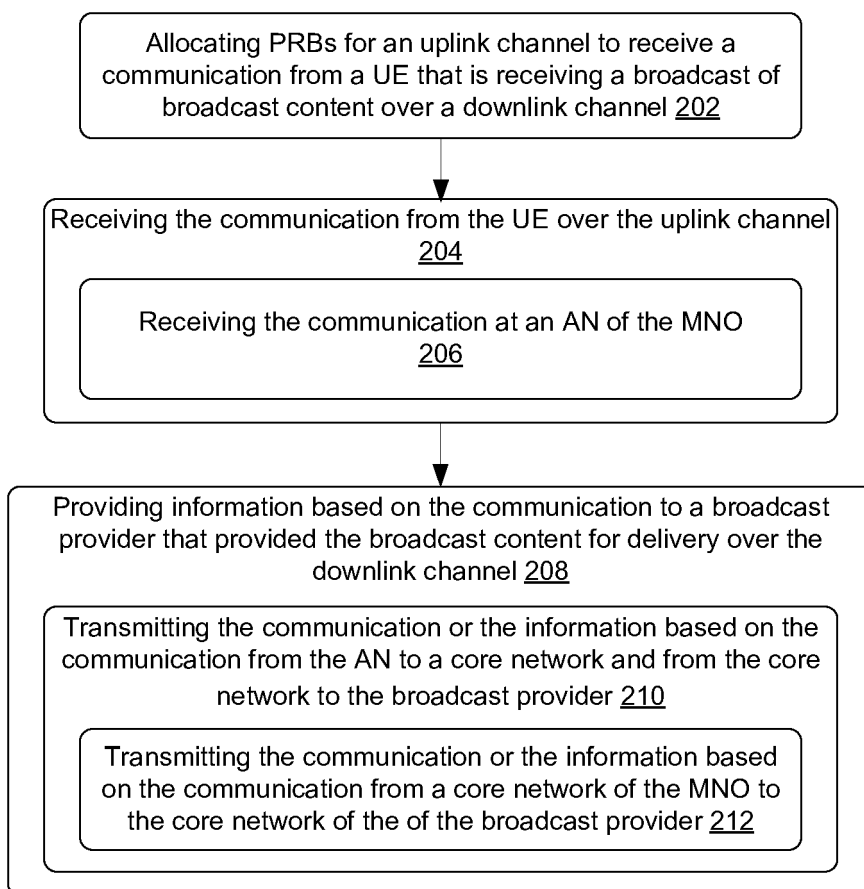 Allocating PRBs for an uplink channel to receive a
communication from a UE that is receiving a broadcast of
broadcast content over a downlink channel 202
Receiving the communication from the UE over the uplink channel
204
Receiving the communication at an AN of the MNO
206
Providing information based on the communication to a broadcast
provider that provided the broadcast content for delivery over the
downlink channel 208
Transmitting the communication or the information based on the
communication from the AN to a core network and from the core
network to the broadcast provider 210
Transmitting the communication or the information based
on the communication from a core network of the MNO to
the core network of the of the broadcast provider 212